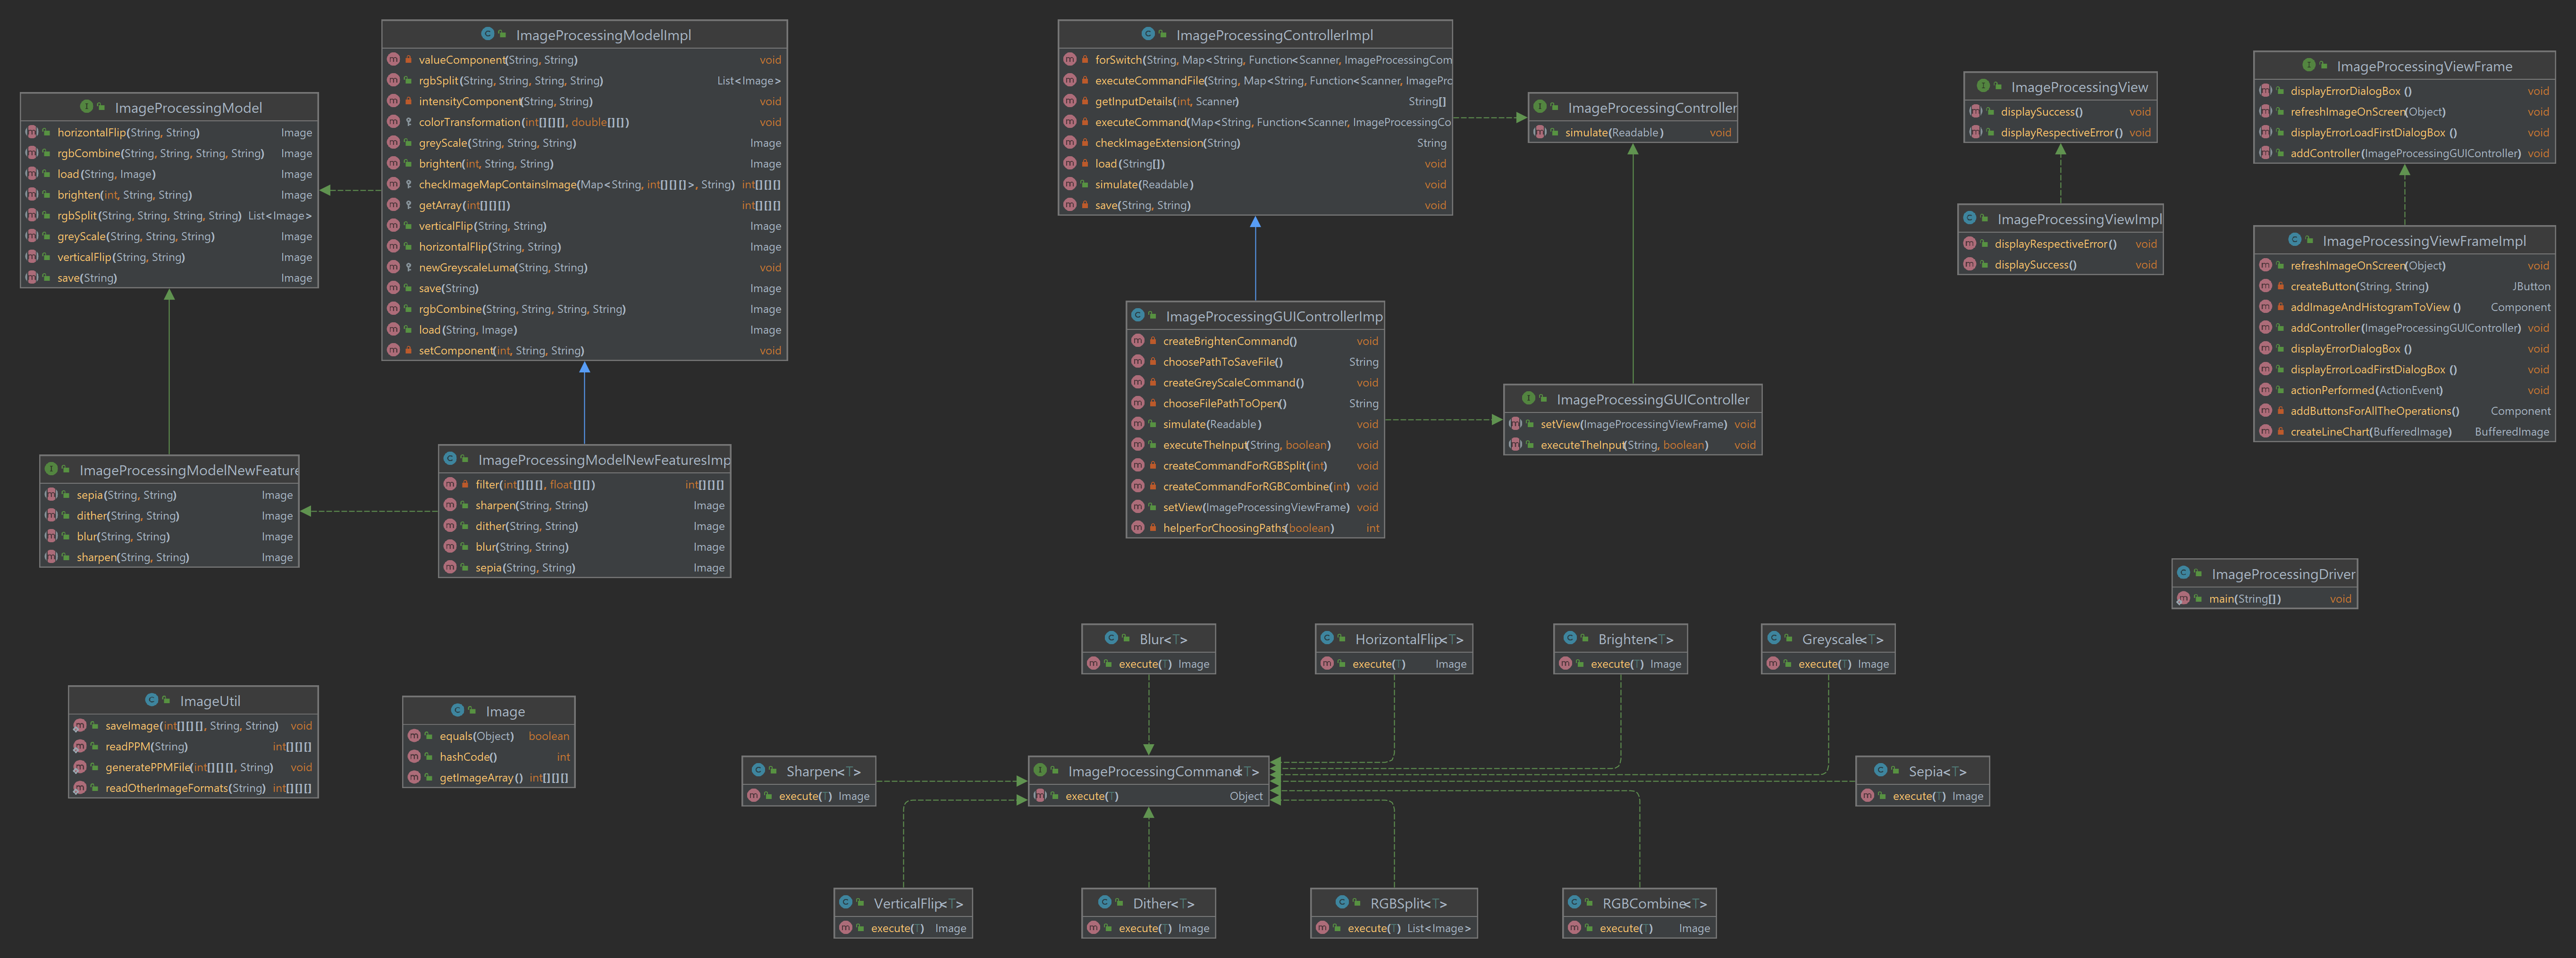 ImageProcessingModel
horizontalFlip(String, String) Image
rgbCombine(String, String, String, String) Image
load(String, Image) Image
brighten(int, String, String) Image
rgbSplit(String, String, String, String) List<Image>
greyScale(String, String, String) Image
verticalFlip(String, String) Image
save(String) Image
ImageProcessingModelImpl
valueComponent(String, String) void
rgbSplit(String, String, String, String) List<Image>
intensityComponent(String, String) void
colorTransformation(int[][][], double[][]) void
greyScale(String, String, String) Image
brighten(int, String, String) Image
checkImageMapContainsImage(Map<String, int[][][]>, String) int[][][]
getArray(int[][][]) int[][][]
verticalFlip(String, String) Image
horizontalFlip(String, String) Image
newGreyscaleLuma(String, String) void
save(String) Image
rgbCombine(String, String, String, String) Image
load(String, Image) Image
setComponent(int, String, String) void
ImageProcessingControllerImpl
forSwitch(String, Map<String, Function<Scanner, ImageProcessingCom
executeCommandFile(String, Map<String, Function<Scanner, ImagePrc
getInputDetails(int, Scanner) String[]
executeCommand(Map<String, Function<Scanner, ImageProcessingCo
checkImageExtension(String) String
load(String[]) void
simulate(Readable) void
save(String, String) void
ImageProcessingController
simulate(Readable) void
ImageProcessingView
displaySuccess() void
displayRespectiveError() void
ImageProcessingViewFrame
displayErrorDialogBox () void
refreshImageOnScreen(Object) void
displayErrorLoadFirstDialogBox () void
addController(ImageProcessingGUIController) void
ImageProcessingViewImpl
displayRespectiveError() void
displaySuccess() void
ImageProcessingViewFrameImpl
refreshImageOnScreen(Object) void
createButton(String, String) JButton
addImageAndHistogramToView () Component
addController(ImageProcessingGUIController) void
displayErrorDialogBox () void
displayErrorLoadFirstDialogBox () void
actionPerformed(ActionEvent) void
addButtonsForAllTheOperations() Component
createLineChart(BufferedImage) BufferedImage
ImageProcessingGUIControllerImp
createBrightenCommand() void
choosePathToSaveFile() String
createGreyScaleCommand() void
chooseFilePathToOpen() String
simulate(Readable) void
executeTheInput(String, boolean) void
createCommandForRGBSplit(int) void
createCommandForRGBCombine(int) void
setView(ImageProcessingViewFrame) void
helperForChoosingPaths(boolean) int
ImageProcessingGUIController
setView(ImageProcessingViewFrame) void
executeTheInput(String, boolean) void
ImageProcessingModelNewFeature
sepia(String, String) Image
dither(String, String) Image
blur(String, String) Image
sharpen(String, String) Image
ImageProcessingModelNewFeaturesImp
filter(int[][][], float[][]) int[][][]
sharpen(String, String) Image
dither(String, String) Image
blur(String, String) Image
sepia(String, String) Image
ImageProcessingDriver
main(String[]) void
Blur<T>
execute(T) Image
HorizontalFlip<T>
execute(T) Image
Brighten<T>
execute(T) Image
Greyscale<T>
execute(T) Image
ImageUtil
saveImage(int[][][], String, String) void
readPPM(String) int[][][]
generatePPMFile(int[][][], String) void
readOtherImageFormats(String) int[][][]
Image
equals(Object) boolean
hashCode() int
getImageArray() int[][][]
Sharpen<T>
execute(T) Image
ImageProcessingCommand<T>
execute(T) Object
Sepia<T>
execute(T) Image
VerticalFlip<T>
execute(T) Image
Dither<T>
execute(T) Image
RGBSplit<T>
execute(T) List<Image>
RGBCombine<T>
execute(T) Image